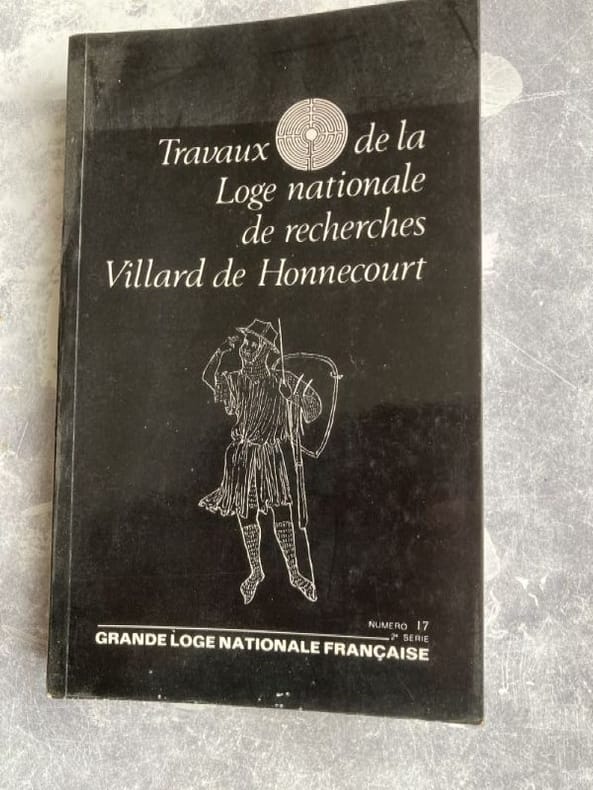 Travaux de la
Loge nationale
de recherches
Villard de Honnecourt
NUMERO 17
2e SERIE
GRANDE LOGE NATIONALE FRANÇAISE